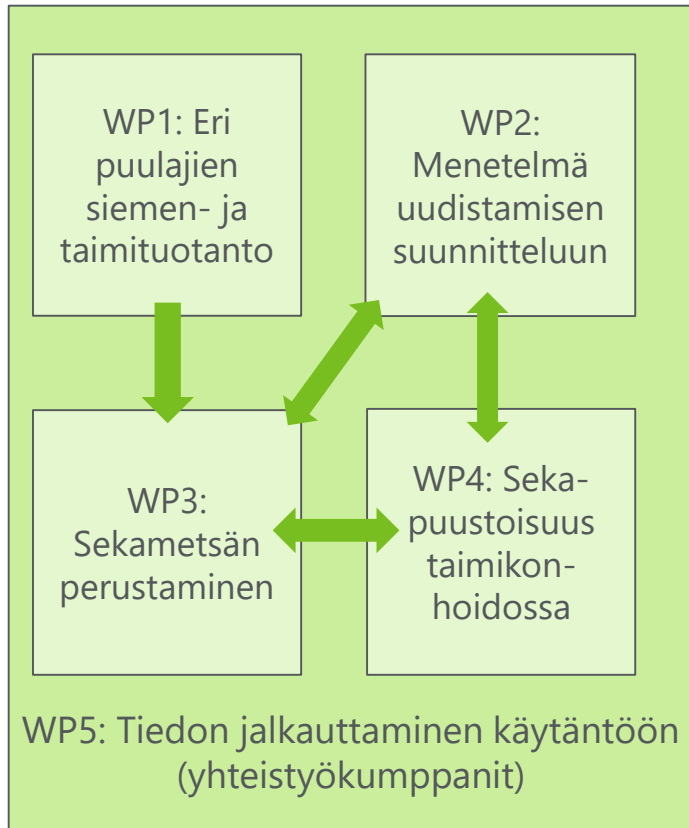 WP1: Eri
puulajien
siemen- ja
taimituotanto
WP2:
Menetelmä
uudistamisen
suunnitteluun
WP3:
Sekametsän
perustaminen
WP4: Seka-
puustoisuus
taimikon-
hoidossa
WP5: Tiedon jalkauttaminen käytäntöön
(yhteistyökumppanit)